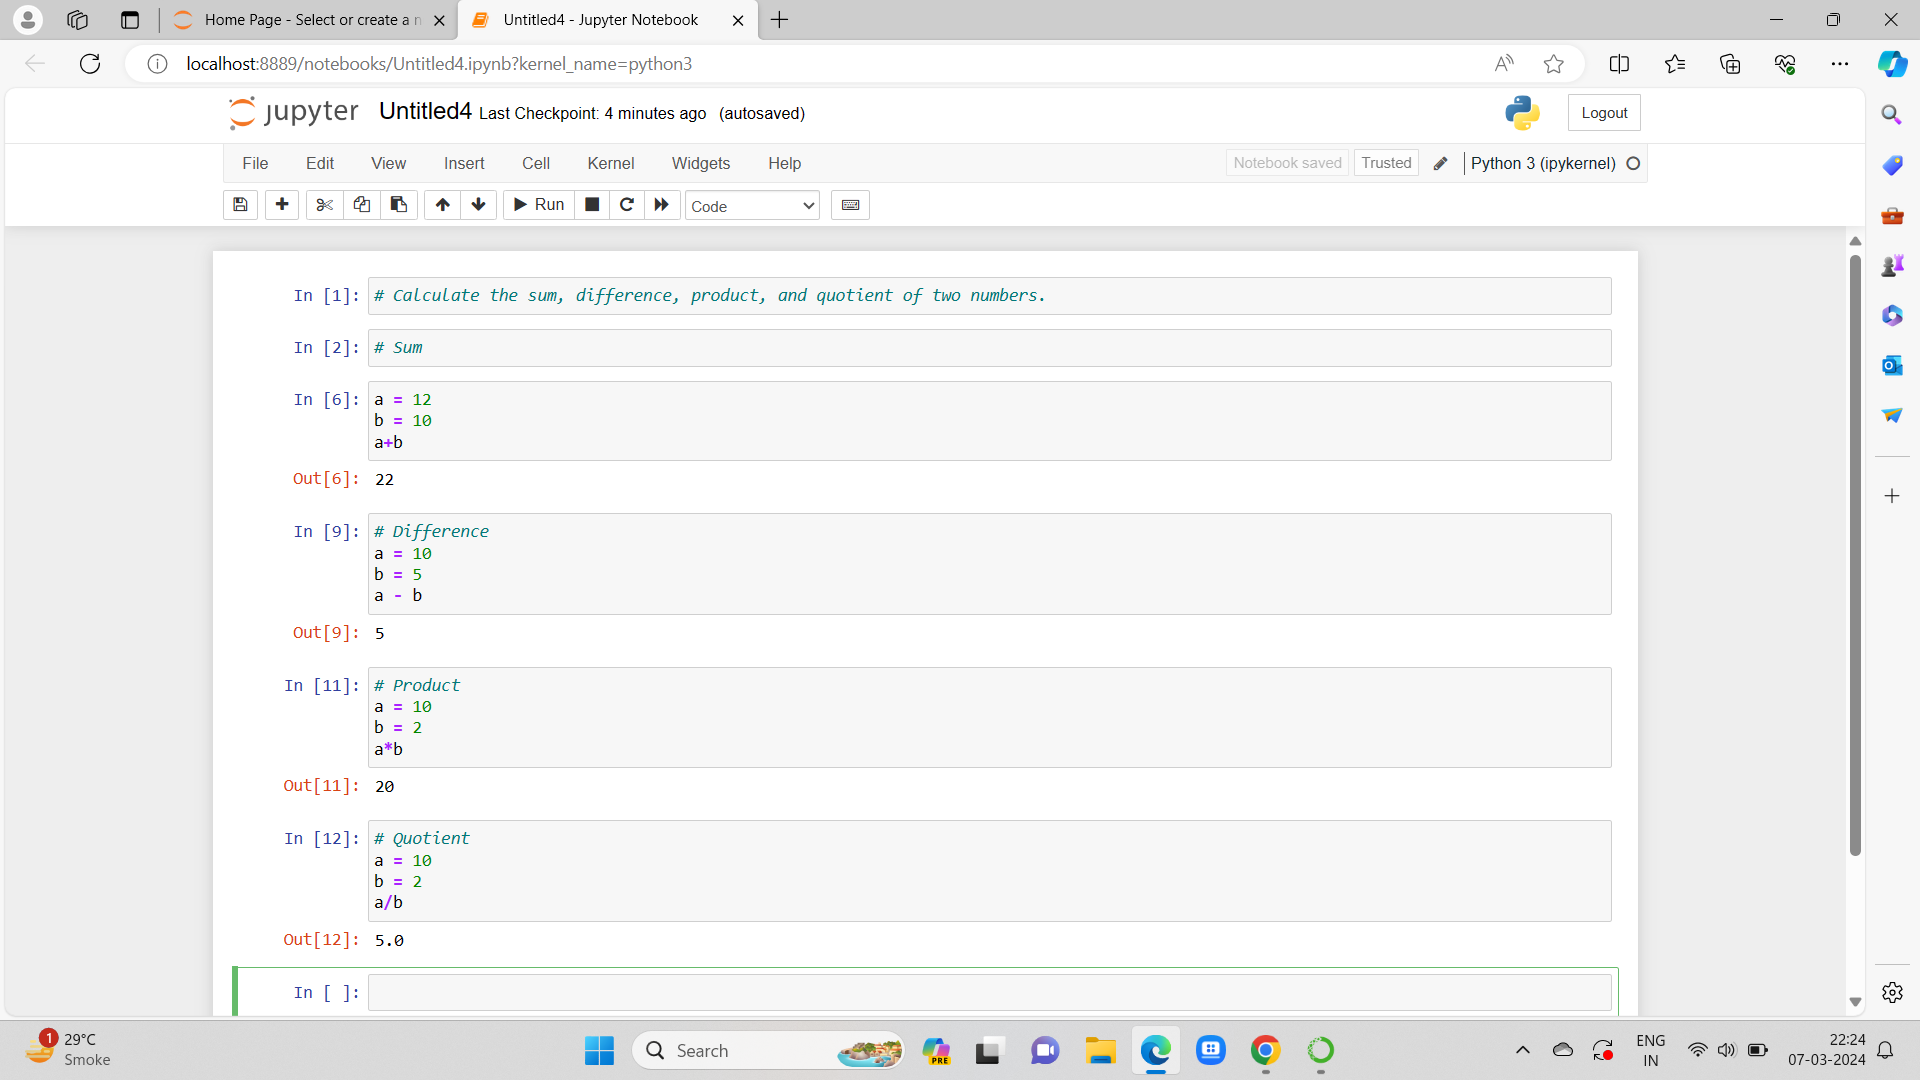 Home Page - Select or create a n
Untitled4 - Jupyter Notebook
localhost:8889/notebooks/Untitled4.ipynb?kernel_name=python3
jupyter Untitled4 Last Checkpoint: 4 minutes ago (autosaved)
Logout
File Edit View Insert Cell Kernel Widgets Help
Notebook saved Trusted Python 3 (ipykernel)
Run Code
In [1]: # Calculate the sum, difference, product, and quotient of two numbers.
In [2]: # Sum
In [6]: a = 12
b = 10
a+b
Out[6]: 22
In [9]: # Difference
a = 10
b = 5
a - b
Out[9]: 5
In [11]: # Product
a = 10
b = 2
a*b
Out[11]: 20
In [12]: # Quotient
a = 10
b = 2
a/b
Out[12]: 5.0
In [ ]:
1
29°C
Smoke
Search
PRE
ENG
IN
22:24
07-03-2024